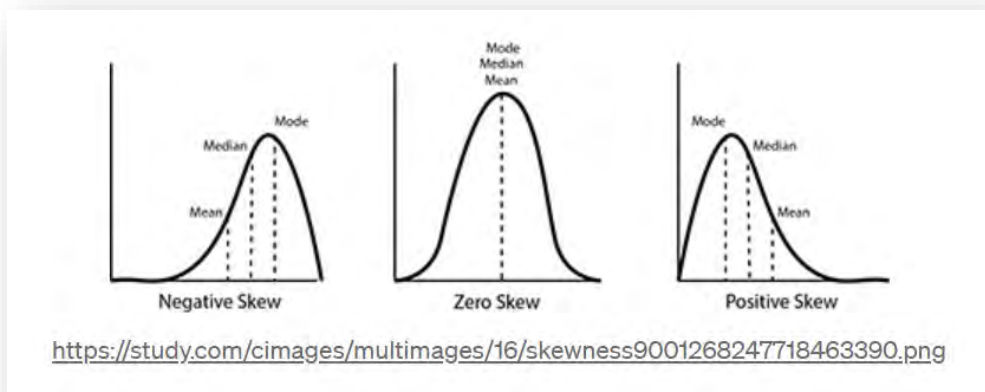 Mode
Median
Mean
Mode
Median
Mean
Mode
Median
Mean
Negative Skew
Zero Skew
Positive Skew
https://study.com/cimages/multimages/16/skewness9001268247718463390.png